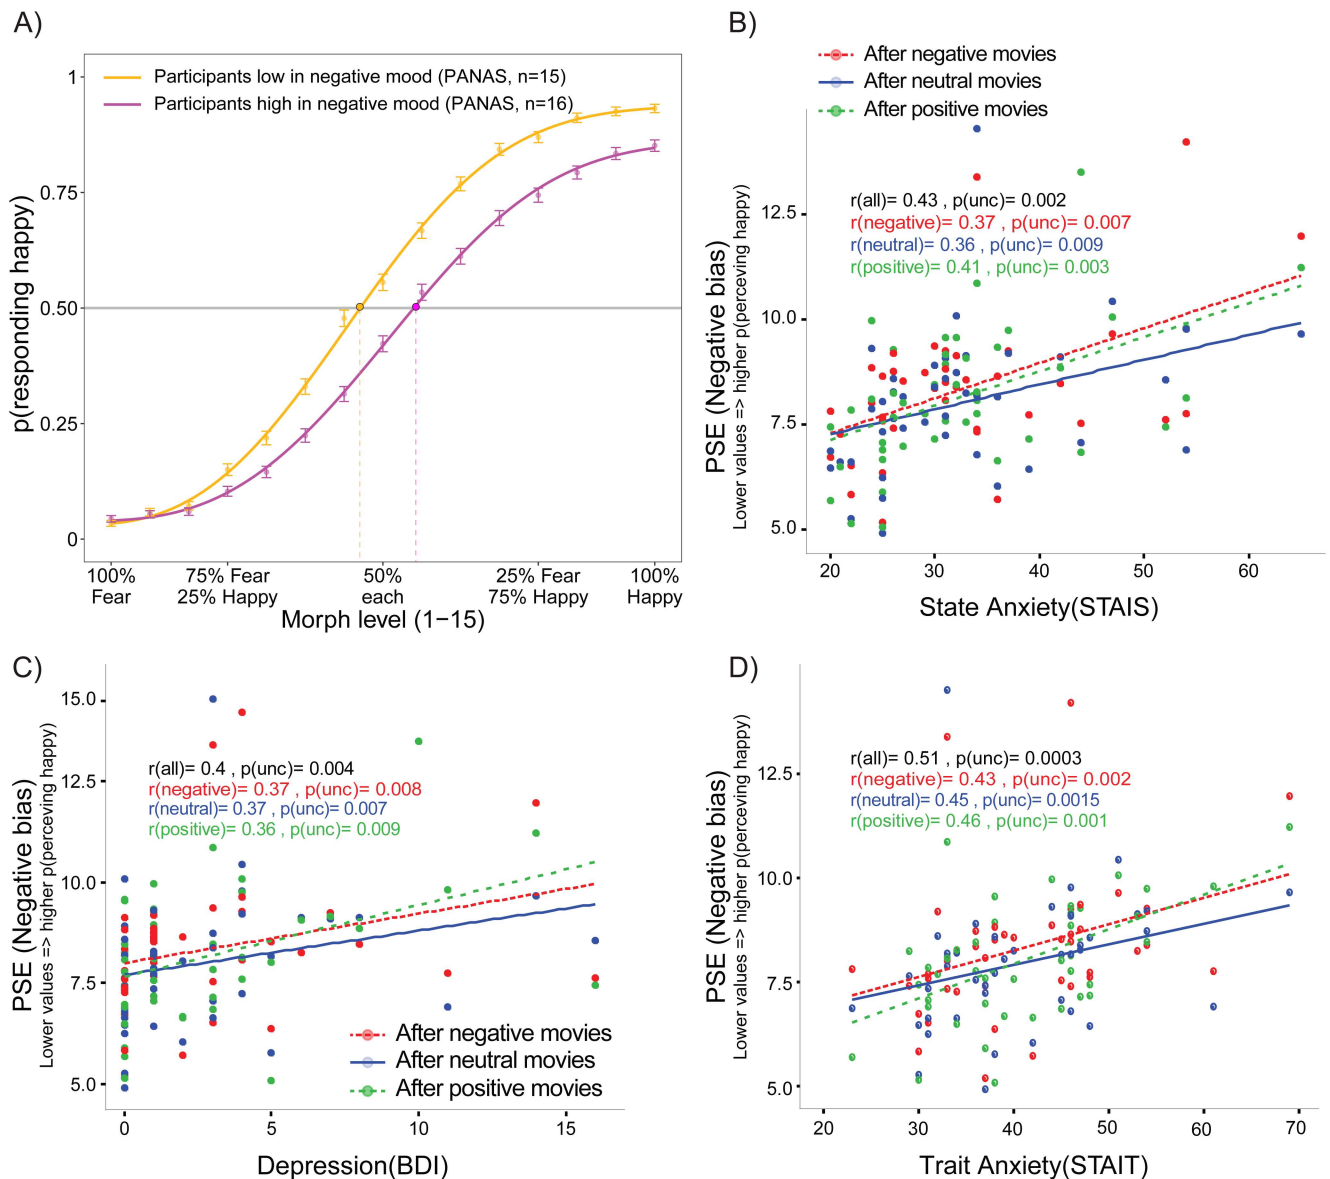 A)
Participants low in negative mood (PANAS, n=15)
Participants high in negative mood (PANAS, n=16)
p(responding happy)
1
0.75
0.50
0.25
0
100% Fear
75% Fear 25% Happy
50% each
25% Fear 75% Happy
100% Happy
Morph level (1−15)
B)
After negative movies
After neutral movies
After positive movies
PSE (Negative bias)
Lower values => higher p(perceving happy)
r(all)= 0.43 , p(unc)= 0.002
r(negative)= 0.37 , p(unc)= 0.007
r(neutral)= 0.36 , p(unc)= 0.009
r(positive)= 0.41 , p(unc)= 0.003
12.5
10.0
7.5
5.0
20 30 40 50 60
State Anxiety(STAIS)
C)
PSE (Negative bias)
Lower values => higher p(perceving happy)
15.0
12.5
10.0
7.5
5.0
r(all)= 0.4 , p(unc)= 0.004
r(negative)= 0.37 , p(unc)= 0.008
r(neutral)= 0.37 , p(unc)= 0.007
r(positive)= 0.36 , p(unc)= 0.009
After negative movies
After neutral movies
After positive movies
0 5 10 15
Depression(BDI)
D)
PSE (Negative bias)
Lower values => higher p(perceving happy)
r(all)= 0.51 , p(unc)= 0.0003
r(negative)= 0.43 , p(unc)= 0.002
r(neutral)= 0.45 , p(unc)= 0.0015
r(positive)= 0.46 , p(unc)= 0.001
12.5
10.0
7.5
5.0
20 30 40 50 60 70
Trait Anxiety(STAIT)